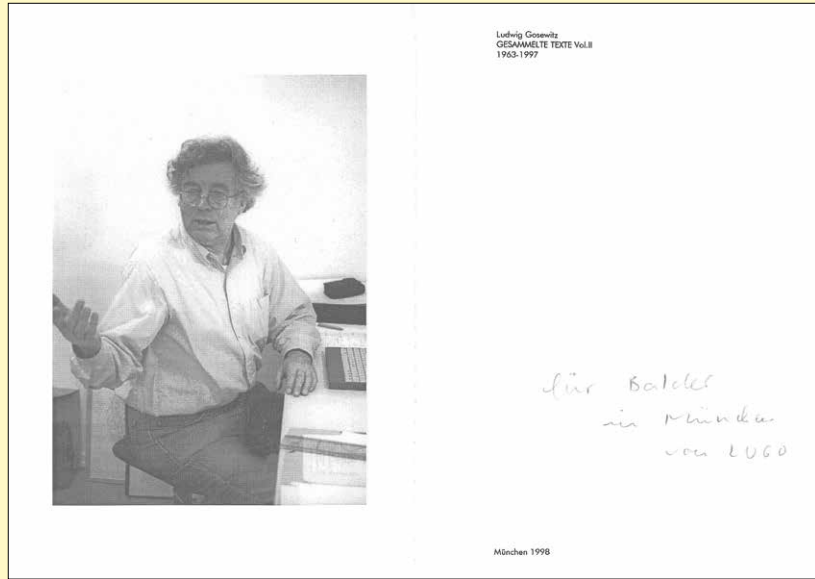 Ludwig Gosewitz
GESAMMELTE TEXTE Vol.II
1963-1997
für Balder
in München
von LUGO
München 1998